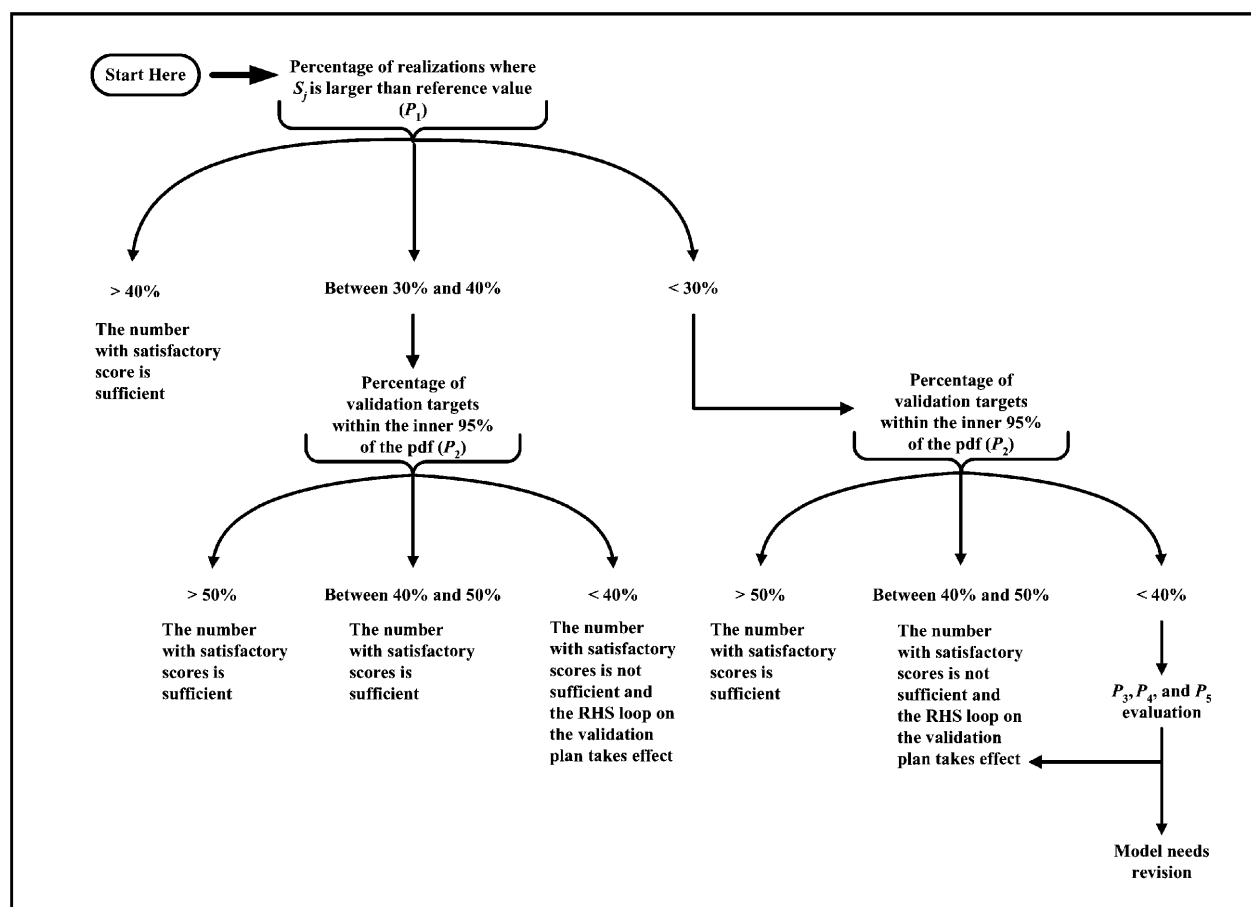 Start Here
Percentage of realizations where
Sj is larger than reference value
(P1)
> 40%
The number
with satisfactory
score is
sufficient
Between 30% and 40%
< 30%
Percentage of
validation targets
within the inner 95%
of the pdf (P2)
> 50%
The number
with satisfactory
scores is
sufficient
Between 40% and 50%
The number
with satisfactory
scores is
sufficient
< 40%
The number
with satisfactory
scores is not
sufficient and
the RHS loop on
the validation
plan takes effect
Percentage of
validation targets
within the inner 95%
of the pdf (P2)
> 50%
The number
with satisfactory
scores is
sufficient
Between 40% and 50%
The number
with satisfactory
scores is not
sufficient and
the RHS loop on
the validation
plan takes effect
< 40%
P3, P4, and P5
evaluation
Model needs
revision